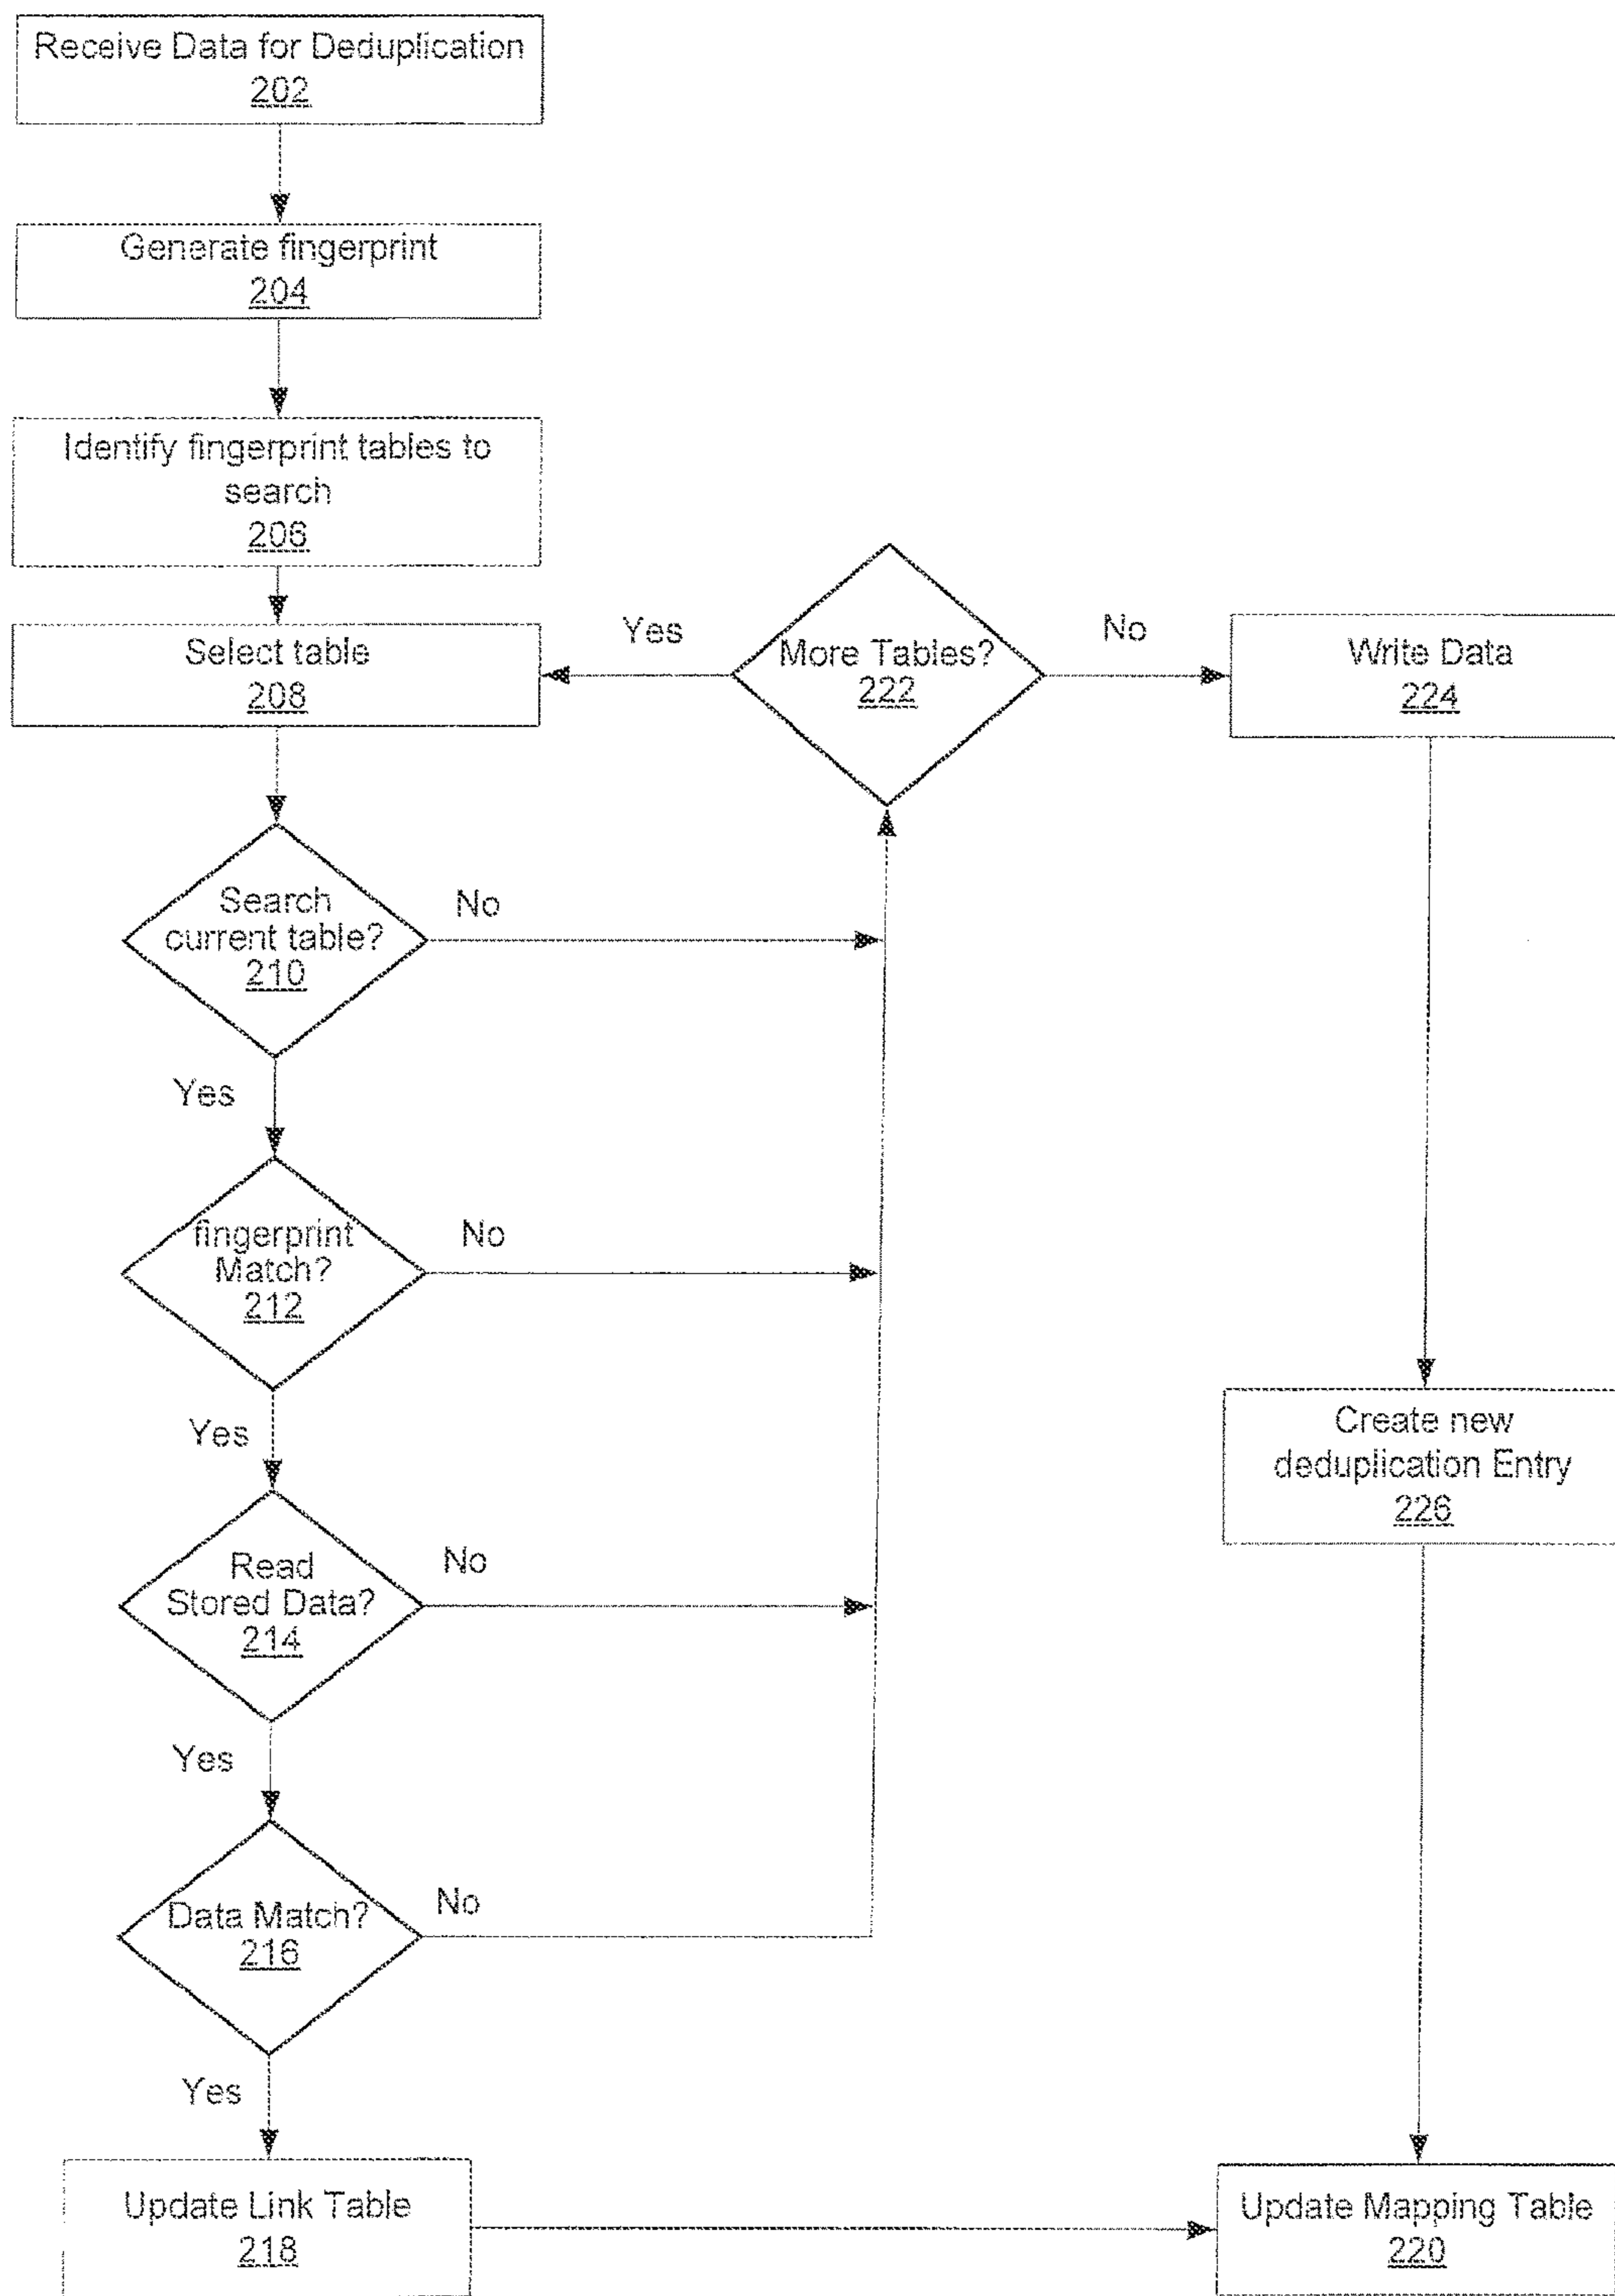 Receive Data for Deduplication
202
Generate fingerprint
204
Identify fingerprint tables to
search
206
Select table
208
Yes
More Tables?
222
No
Write Data
224
Search
current table?
210
No
Yes
fingerprint
Match?
212
No
Yes
Create new
deduplication Entry
226
Read
Stored Data?
214
No
Yes
Data Match?
216
No
Yes
Update Link Table
218
Update Mapping Table
220